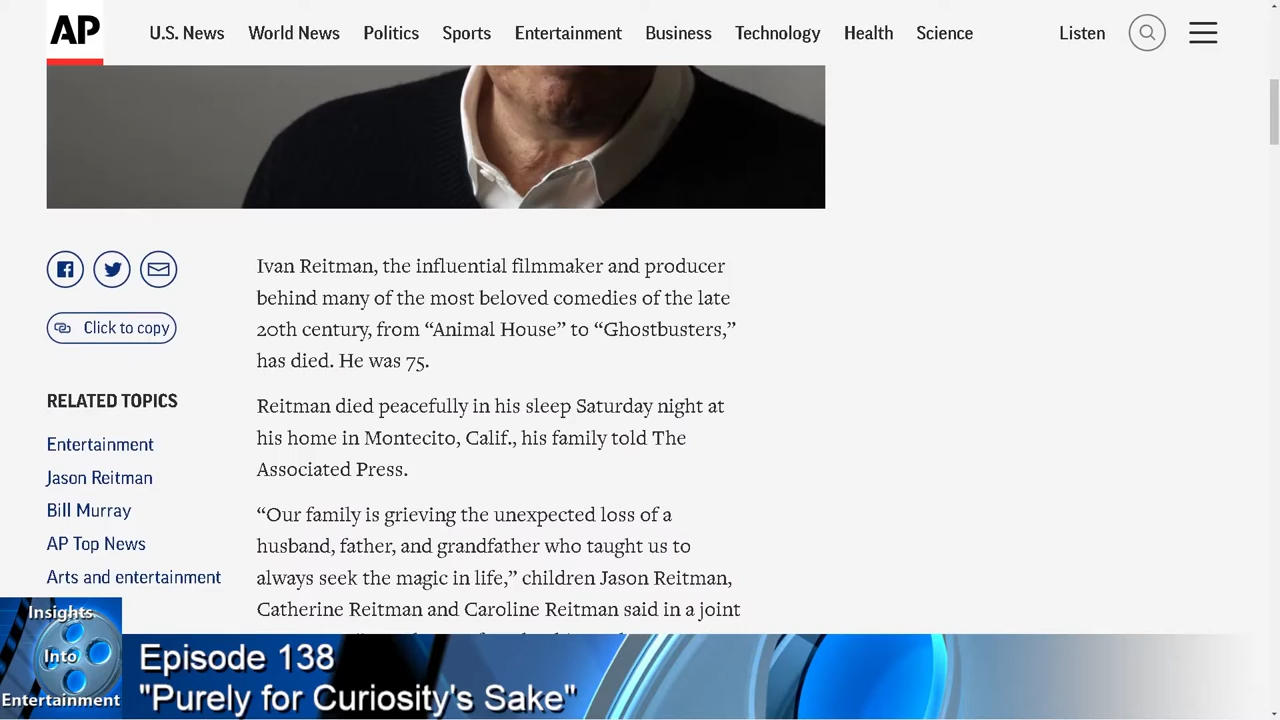 AP
U.S. News World News Politics Sports Entertainment Business Technology Health Science Listen
Click to copy
RELATED TOPICS
Entertainment
Jason Reitman
Bill Murray
AP Top News
Arts and entertainment
Ivan Reitman, the influential filmmaker and producer
behind many of the most beloved comedies of the late
20th century, from “Animal House” to “Ghostbusters,”
has died. He was 75.
Reitman died peacefully in his sleep Saturday night at
his home in Montecito, Calif., his family told The
Associated Press.
“Our family is grieving the unexpected loss of a
husband, father, and grandfather who taught us to
always seek the magic in life,” children Jason Reitman,
Catherine Reitman and Caroline Reitman said in a joint
Insights
Into
Entertainment
Episode 138
"Purely for Curiosity's Sake"